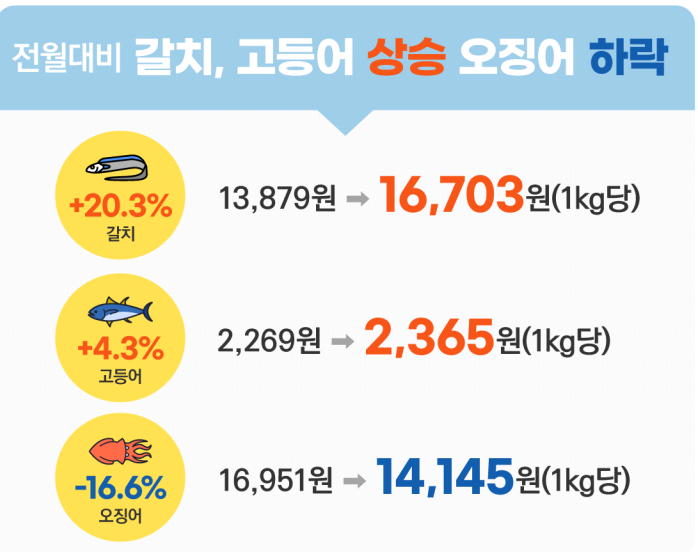 전월대비 갈치, 고등어 상승 오징어 하락
+20.3%
갈치
13,879원 ➡ 16,703원(1kg당)
+4.3%
고등어
2,269원 ➡ 2,365원(1kg당)
-16.6%
오징어
16,951원 ➡ 14,145원(1kg당)